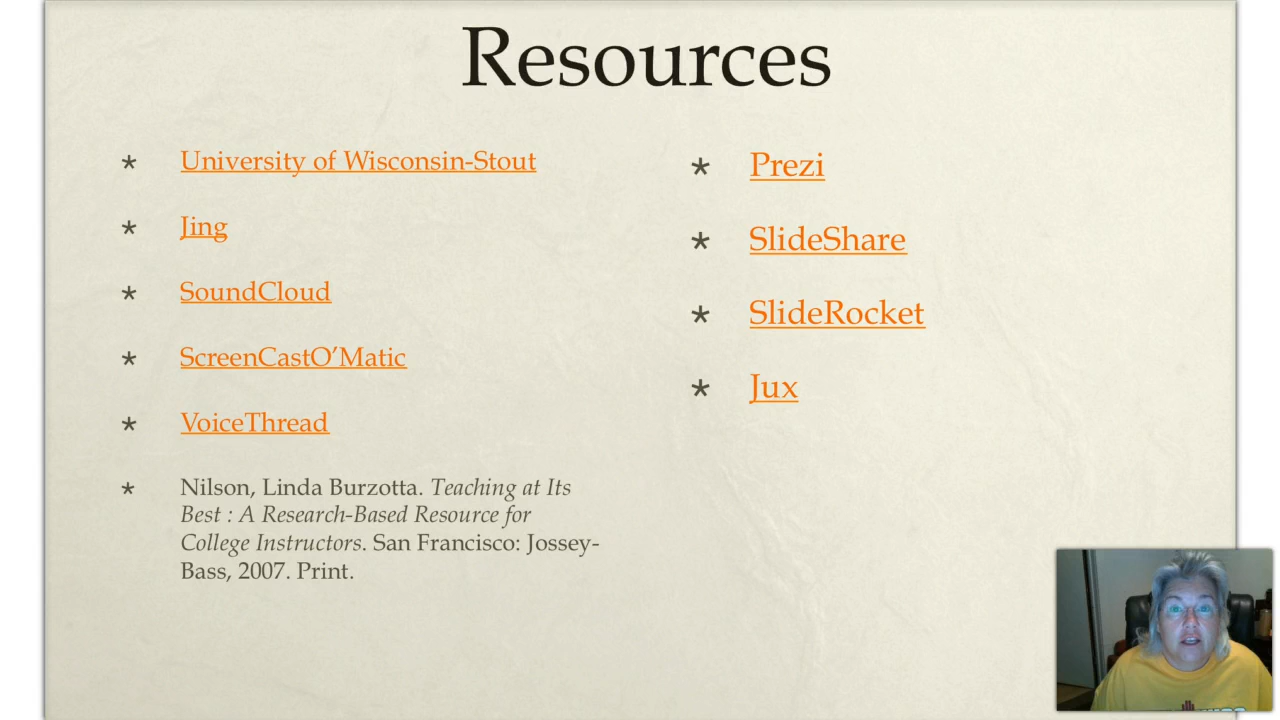 Resources
* University of Wisconsin-Stout
* Jing
* SoundCloud
* ScreenCastO’Matic
* VoiceThread
* Nilson, Linda Burzotta. Teaching at Its
Best : A Research-Based Resource for
College Instructors. San Francisco: Jossey-
Bass, 2007. Print.
* Prezi
* SlideShare
* SlideRocket
* Jux